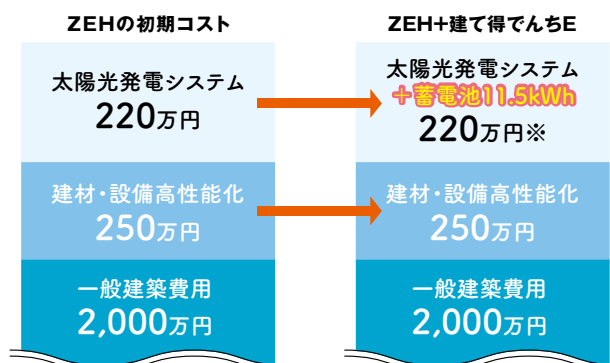 ZEHの初期コスト
太陽光発電システム
220万円
建材・設備高性能化
250万円
一般建築費用
2,000万円
ZEH+建て得でんちE
太陽光発電システム
+蓄電池11.5kWh
220万円※
建材・設備高性能化
250万円
一般建築費用
2,000万円